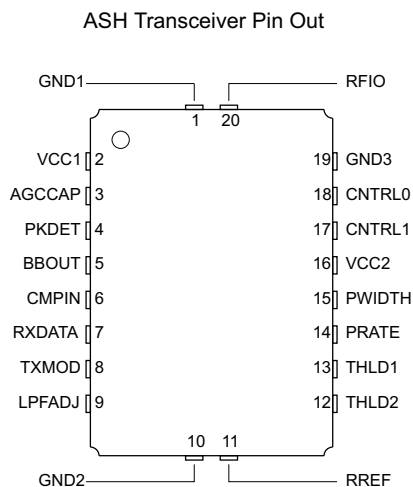 ASH Transceiver Pin Out
GND1 RFIO
1 20
VCC1 2 19 GND3
AGCCAP 3 18 CNTRL0
PKDET 4 17 CNTRL1
BBOUT 5 16 VCC2
CMPIN 6 15 PWIDTH
RXDATA 7 14 PRATE
TXMOD 8 13 THLD1
LPFADJ 9 12 THLD2
10 11
GND2 RREF